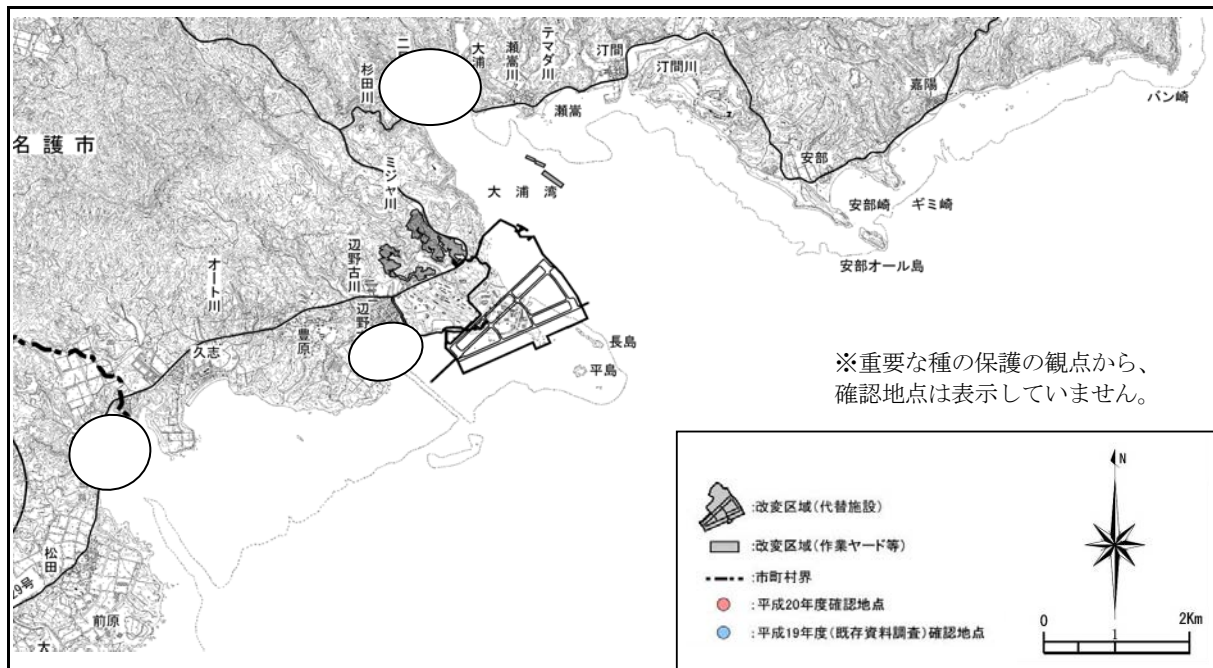 名護市
杉田川
二
大浦
瀬嵩川
テマダ川
汀間
汀間川
瀬嵩
嘉陽
バン崎
安部
安部崎
ギミ崎
安部オール島
大浦湾
ミジャ川
辺野古川
辺野
オート川
久志
豊原
長島
平島
松田
29号
前原
大
※重要な種の保護の観点から、
確認地点は表示していません。
:改変区域(代替施設)
:改変区域(作業ヤード等)
:市町村界
:平成20年度確認地点
:平成19年度(既存資料調査)確認地点
N
0 1 2Km